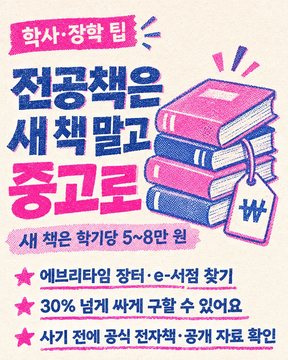 학사·장학 팁
전공책은
새 책 말고
중고로
₩
새 책은 학기당 5~8만 원
에브리타임 장터·e-서점 찾기
30% 넘게 싸게 구할 수 있어요
사기 전에 공식 전자책·공개 자료 확인